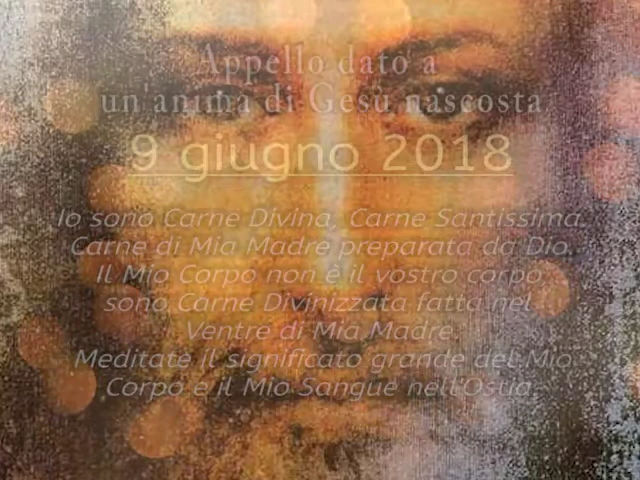 Appello dato a
un'anima di Gesù nascosta
9 giugno 2018
Io sono Carne Divina, Carne Santissima.
Carne di Mia Madre preparata da Dio.
Il Mio Corpo non è il vostro corpo
sono Carne Divinizzata fatta nel
Ventre di Mia Madre.
Meditate il significato grande del Mio
Corpo e il Mio Sangue nell'Ostia.